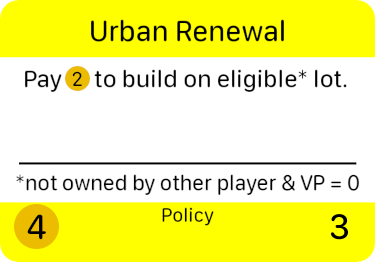 Urban Renewal
Pay 2 to build on eligible* lot.
*not owned by other player & VP = 0
Policy
4
3